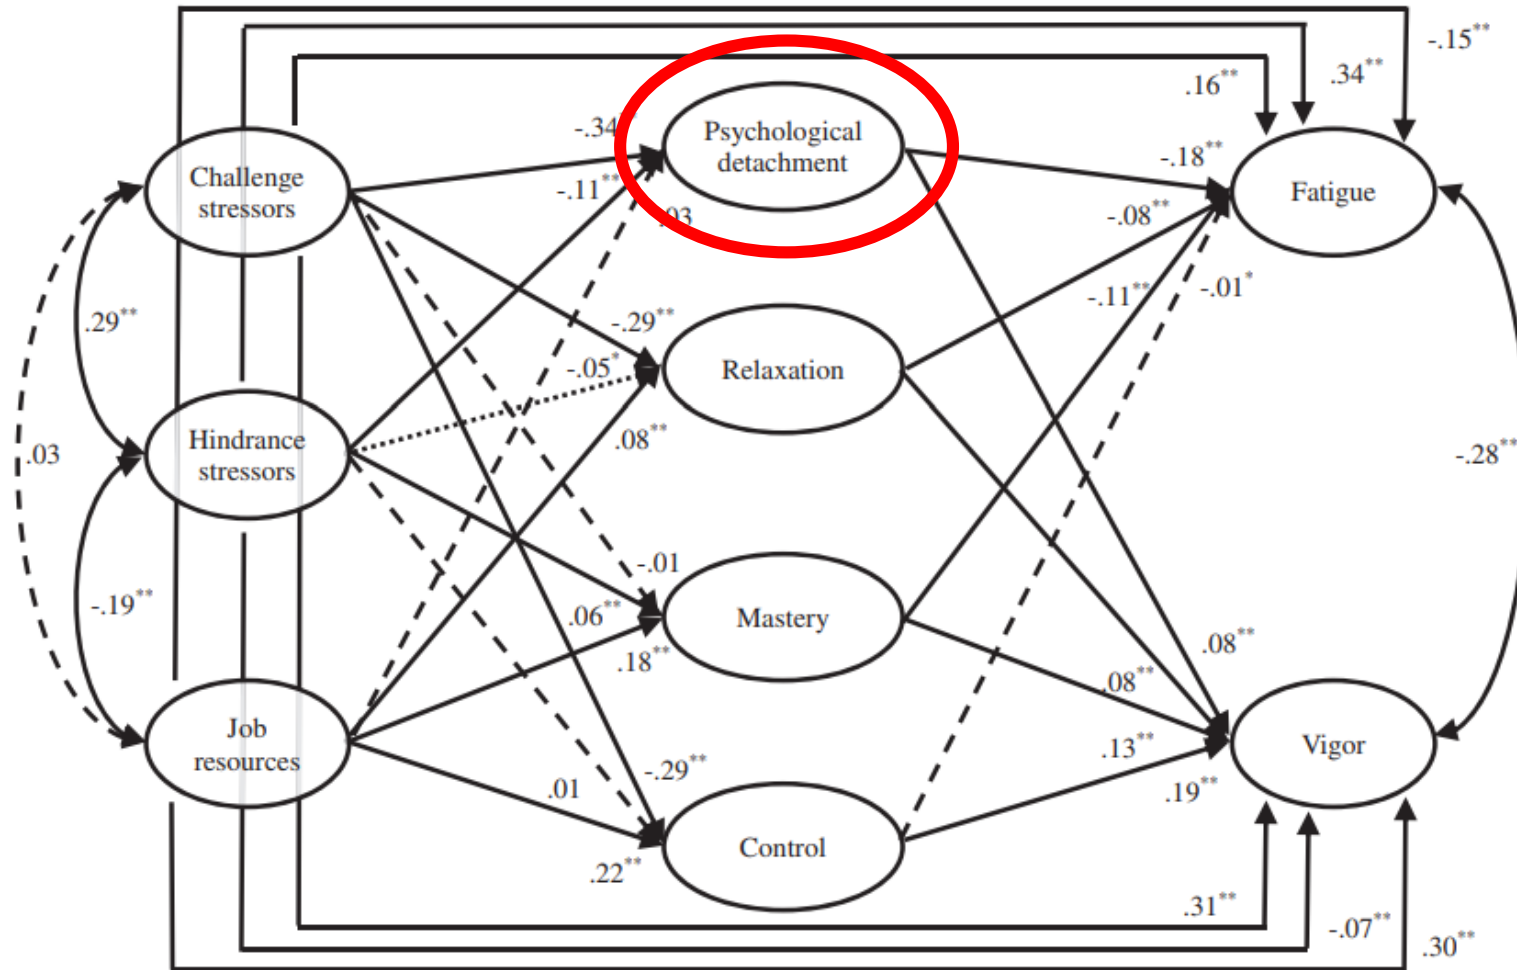 -.15**
.34**
.16**
-.34
Psychological
detachment
-.18**
Challenge
stressors
-.11**
Fatigue
-.08**
.03
-.01*
-.11**
.29**
-.29**
-.05*
Relaxation
.08**
Hindrance
stressors
.03
-.28**
-.01
-.19**
.06**
Mastery
.18**
.08**
.08**
Job
resources
Vigor
.13**
-.29**
.01
.19**
Control
.22**
.31**
-.07**
.30**